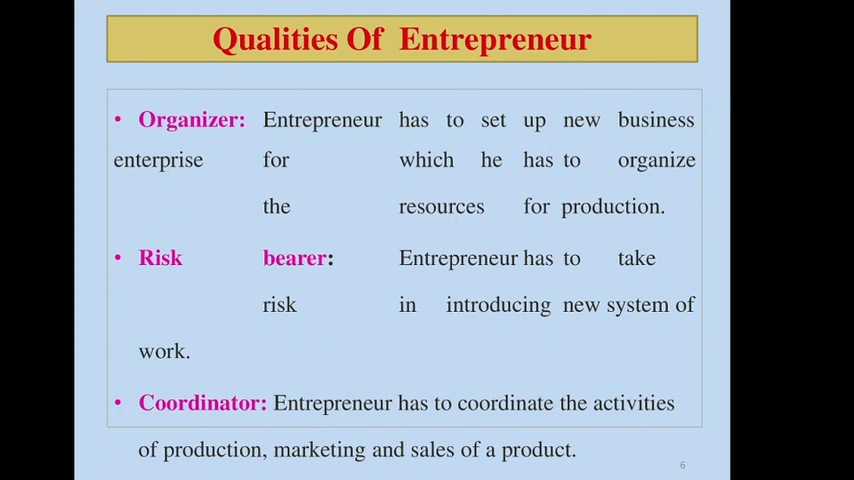 Qualities Of Entrepreneur
• Organizer: Entrepreneur has to set up new business
enterprise for which he has to organize
the resources for production.
• Risk bearer: Entrepreneur has to take
risk in introducing new system of
work.
• Coordinator: Entrepreneur has to coordinate the activities
of production, marketing and sales of a product.
6